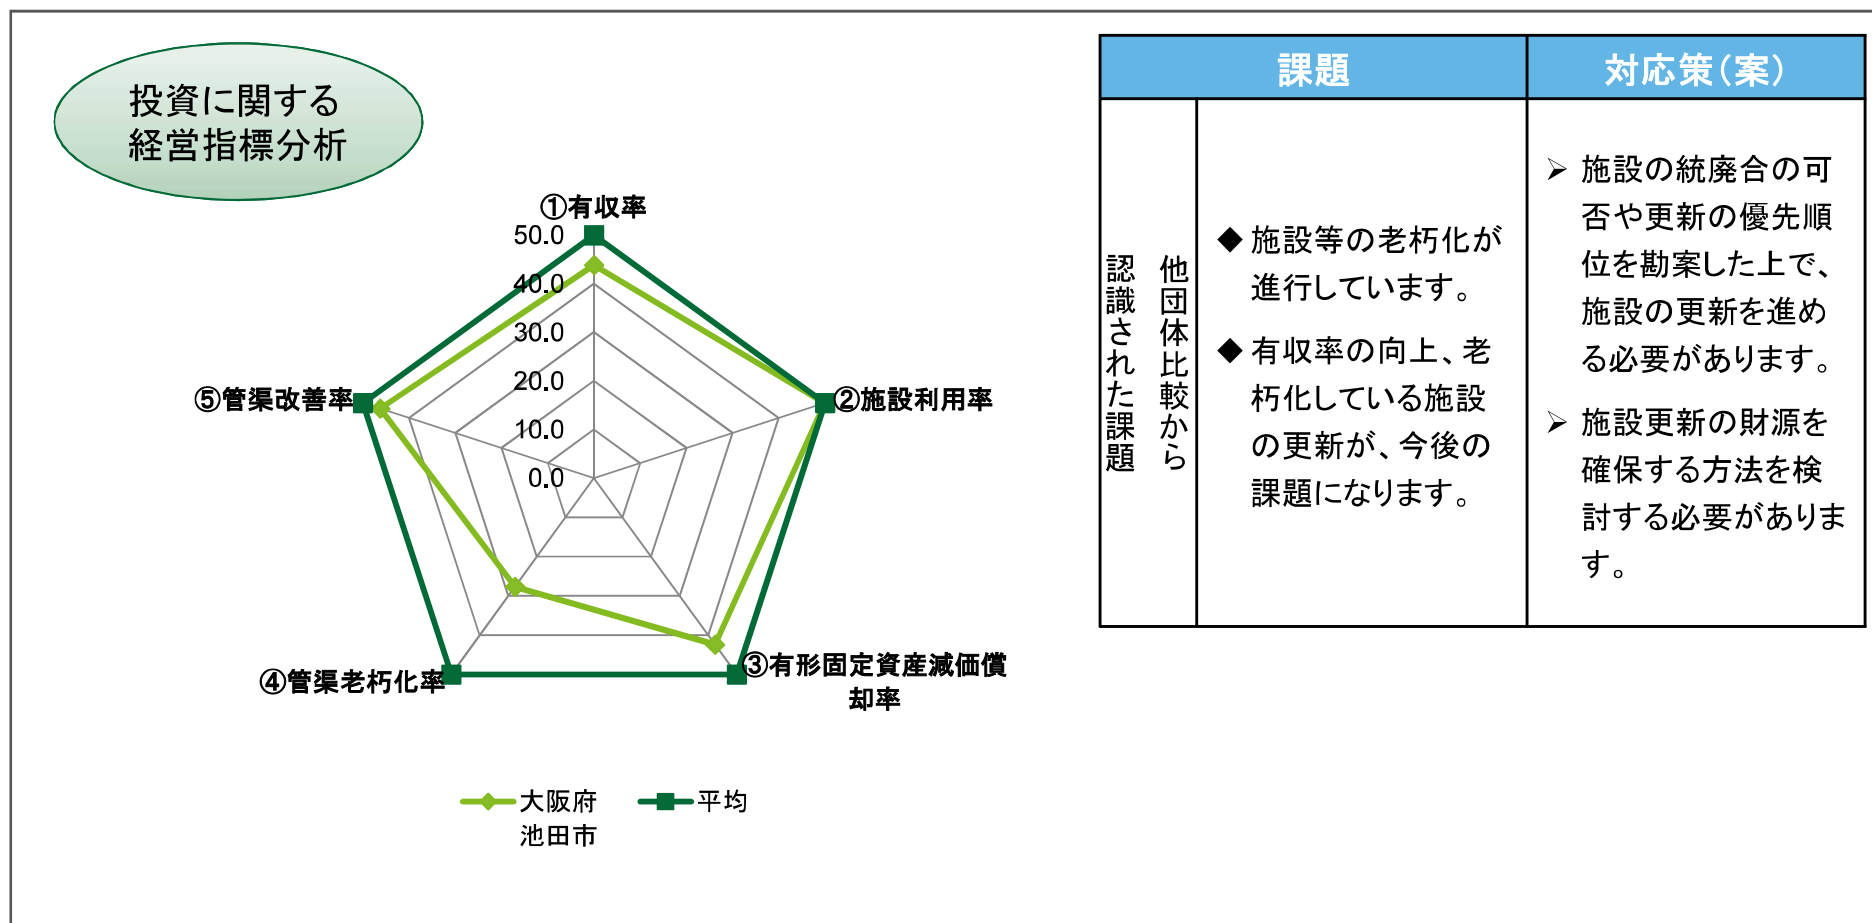 投資に関する
経営指標分析
①有収率
50.0
40.0
30.0
20.0
10.0
0.0
②施設利用率
③有形固定資産減価償
却率
④管渠老朽化率
⑤管渠改善率
大阪府
池田市
平均
課題
対応策（案）
他団体比較から
認識された課題
◆ 施設等の老朽化が
進行しています。
◆ 有収率の向上、老
朽化している施設
の更新が、今後の
課題になります。
➢ 施設の統廃合の可
否や更新の優先順
位を勘案した上で、
施設の更新を進め
る必要があります。
➢ 施設更新の財源を
確保する方法を検
討する必要がありま
す。